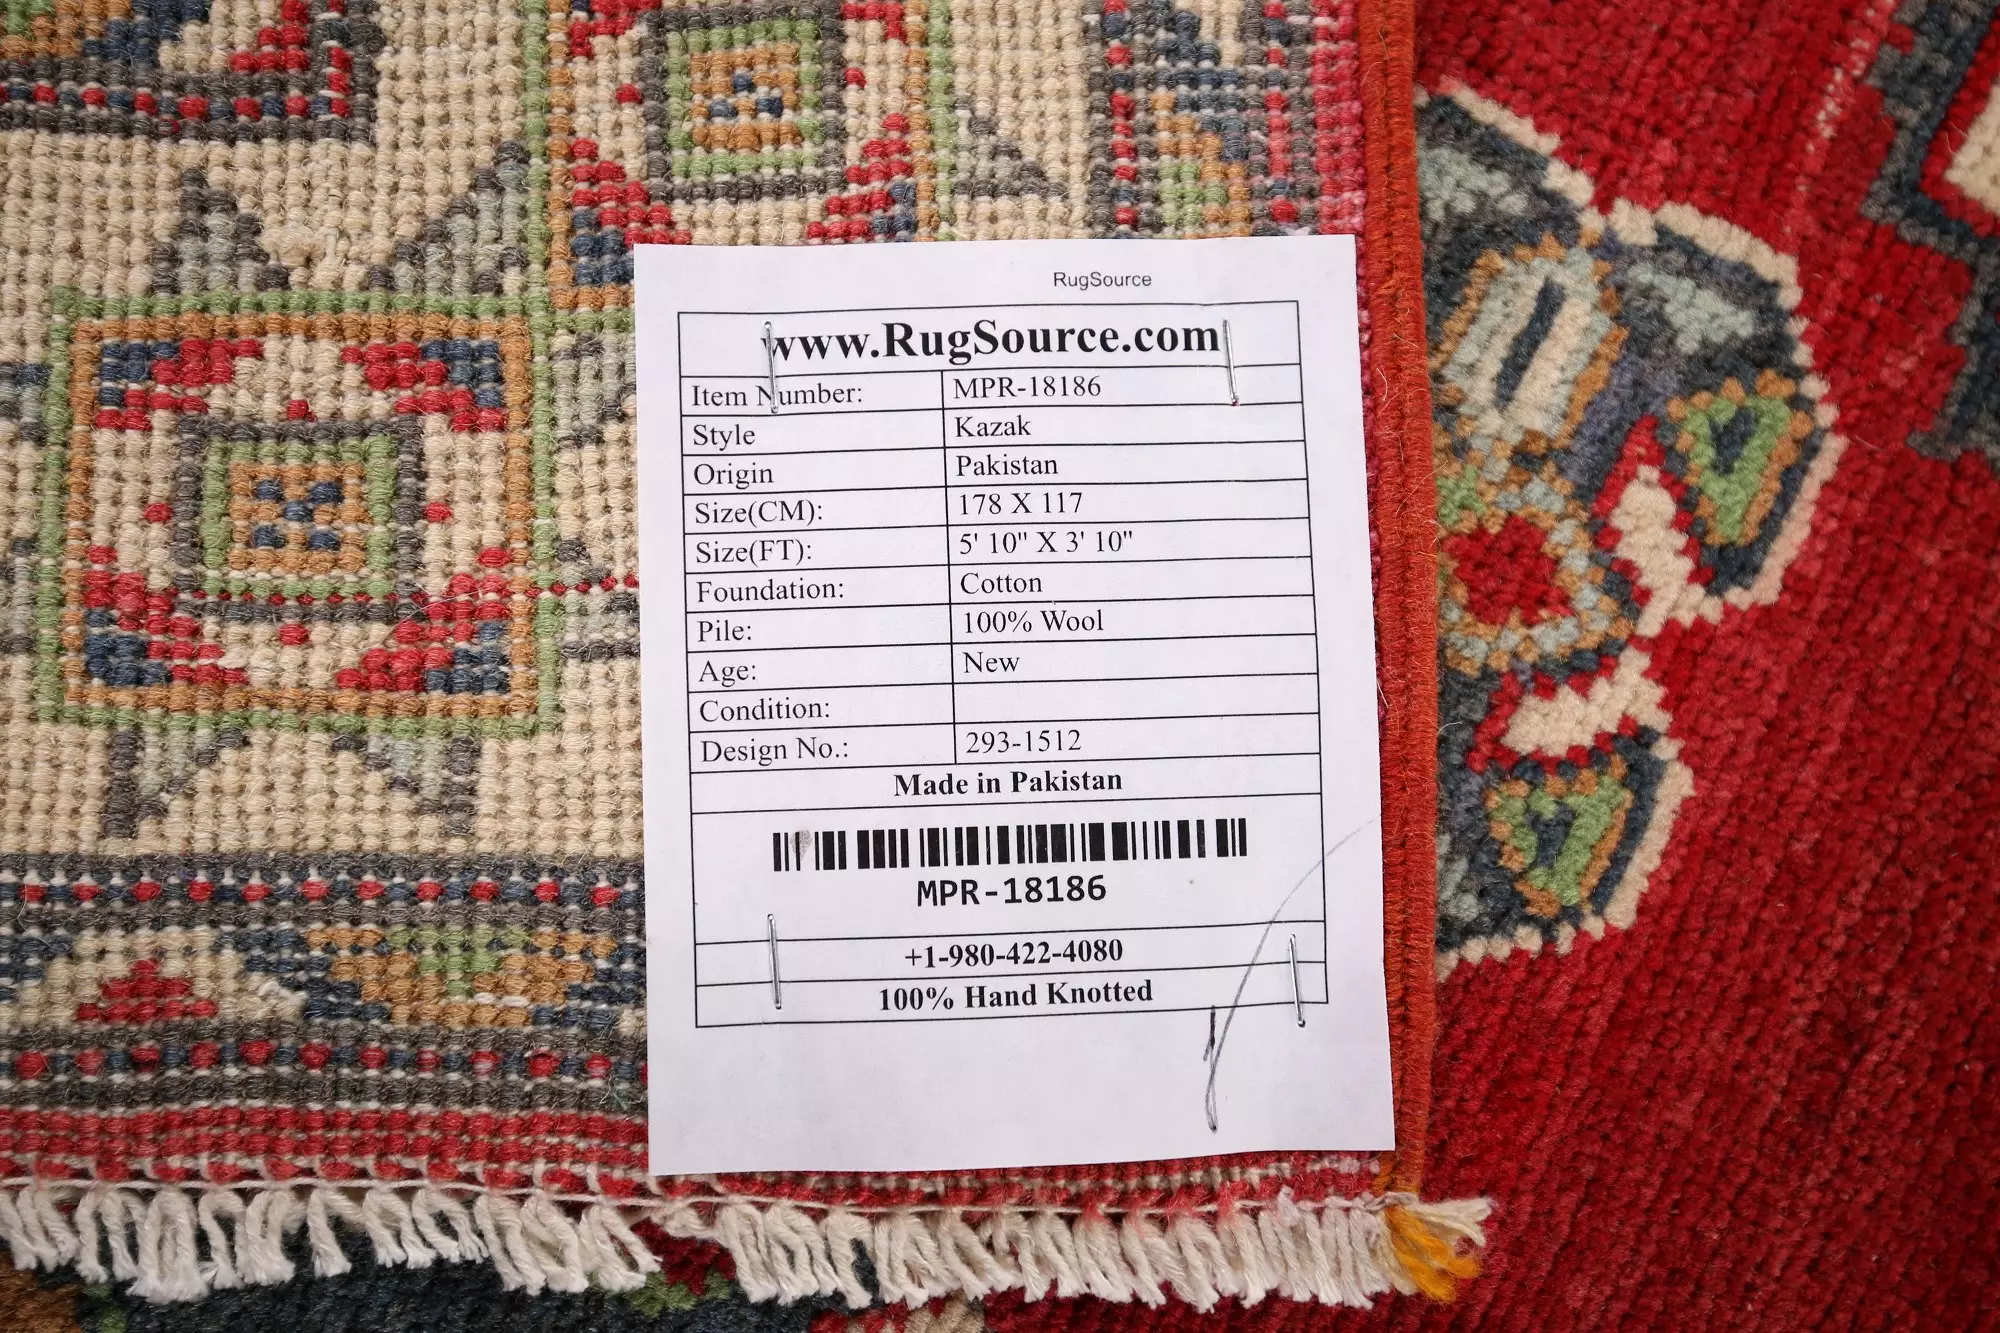 RugSource
www.RugSource.com
Item Number: MPR-18186
Style Kazak
Origin Pakistan
Size(CM): 178 X 117
Size(FT): 5' 10" X 3' 10"
Foundation: Cotton
Pile: 100% Wool
Age: New
Condition:
Design No.: 293-1512
Made in Pakistan
MPR-18186
+1-980-422-4080
100% Hand Knotted